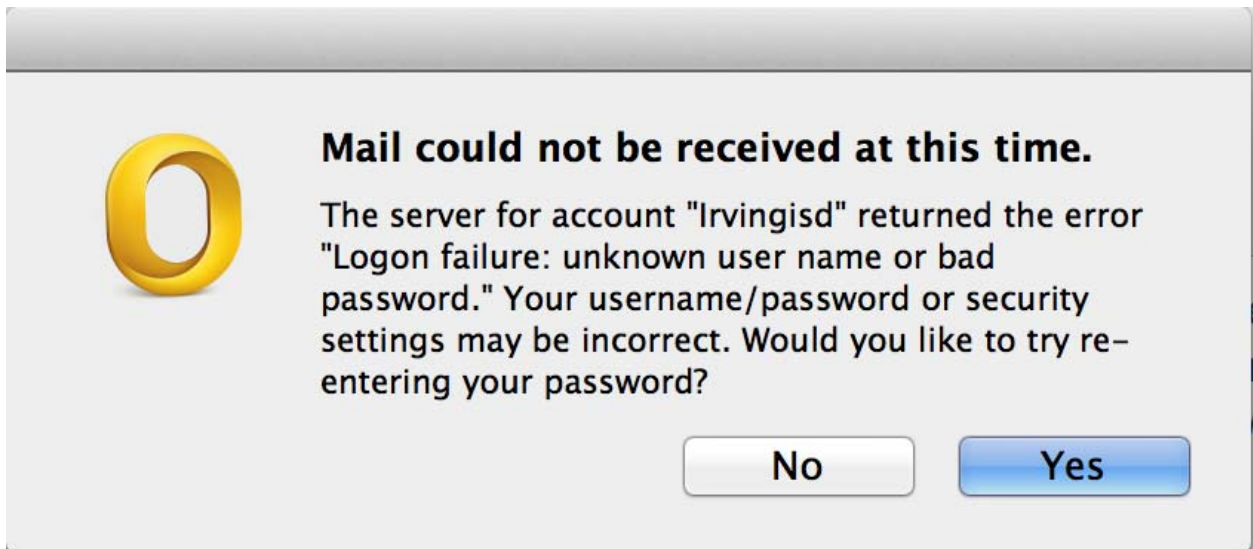 Mail could not be received at this time.
The server for account "Irvingisd" returned the error
"Logon failure: unknown user name or bad
password." Your username/password or security
settings may be incorrect. Would you like to try re-
entering your password?
No
Yes